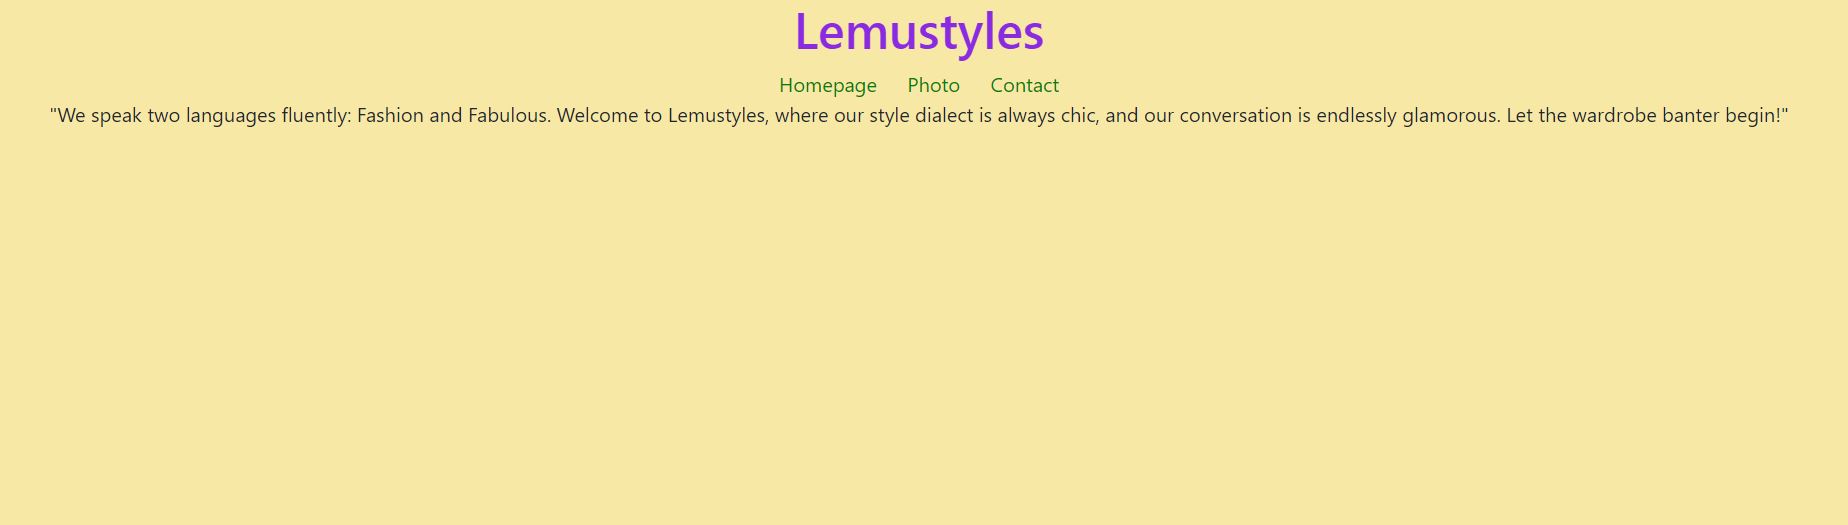 Lemustyles
Homepage Photo Contact
"We speak two languages fluently: Fashion and Fabulous. Welcome to Lemustyles, where our style dialect is always chic, and our conversation is endlessly glamorous. Let the wardrobe banter begin!"